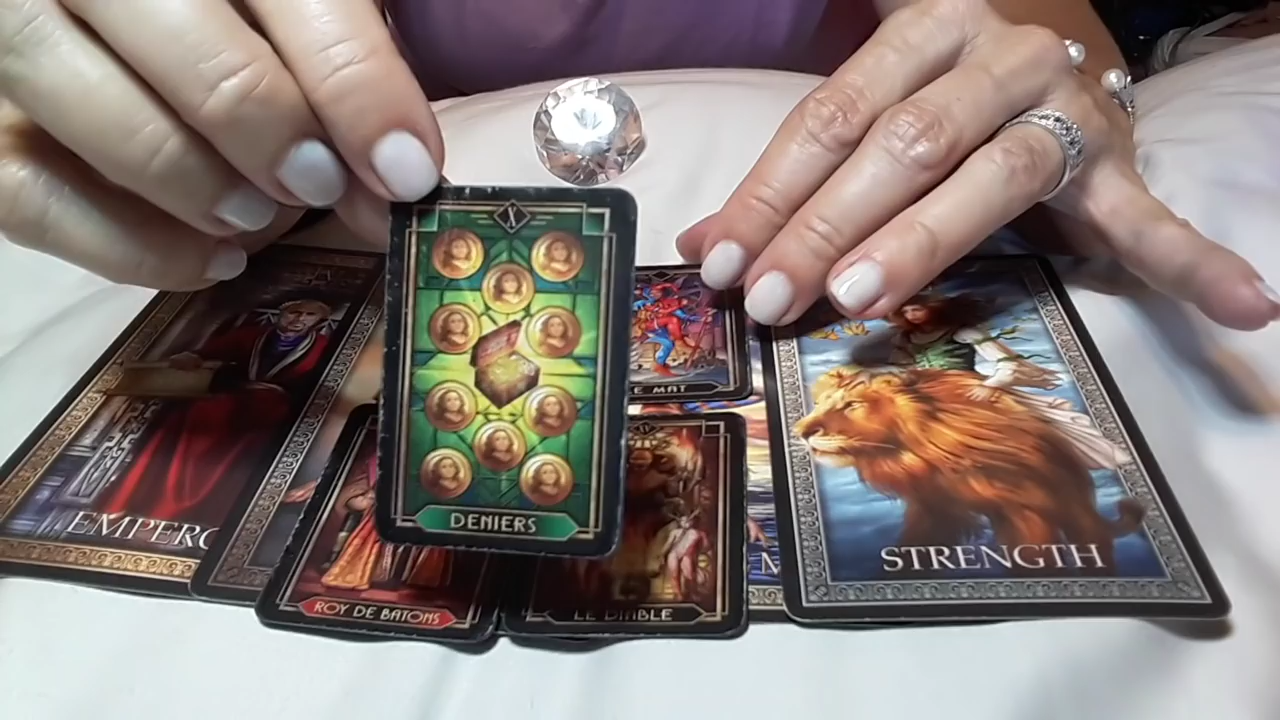 X
DENIERS
E MAT
EMPERO
ROY DE BATONS
LE DIABLE
M
STRENGTH